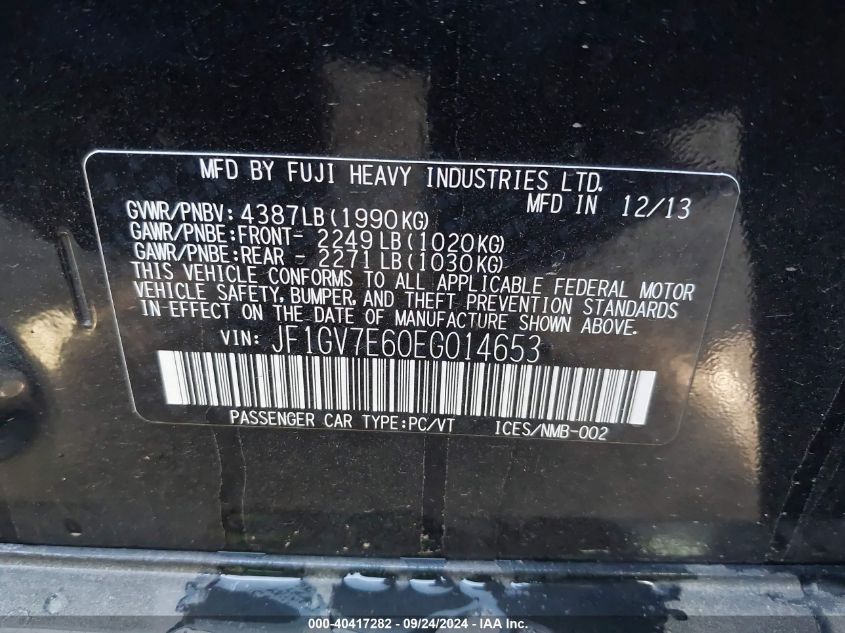 MFD BY FUJI HEAVY INDUSTRIES LTD.
MFD IN 12/13
GVWR/PNBV: 4387LB(1990KG)
GAWR/PNBE:FRONT- 2249LB(1020KG)
GAWR/PNBE:REAR - 2271LB(1030KG)
THIS VEHICLE CONFORMS TO ALL APPLICABLE FEDERAL MOTOR
VEHICLE SAFETY, BUMPER, AND THEFT PREVENTION STANDARDS
IN-EFFECT ON THE DATE OF MANUFACTURE SHOWN ABOVE.
VIN: JF1GV7E60EG014653
PASSENGER CAR TYPE:PC/VT ICES/NMB-002
000-40417282 - 09/24/2024 - IAA Inc.